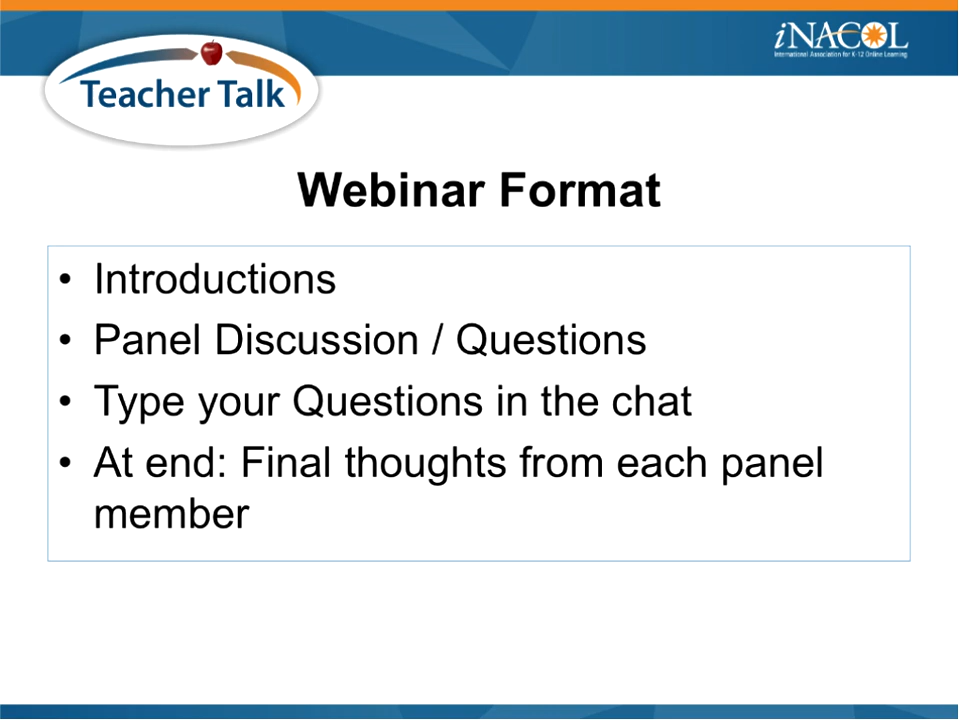 iNACOL
International Association for K-12 Online Learning
Teacher Talk
Webinar Format
• Introductions
• Panel Discussion / Questions
• Type your Questions in the chat
• At end: Final thoughts from each panel
member